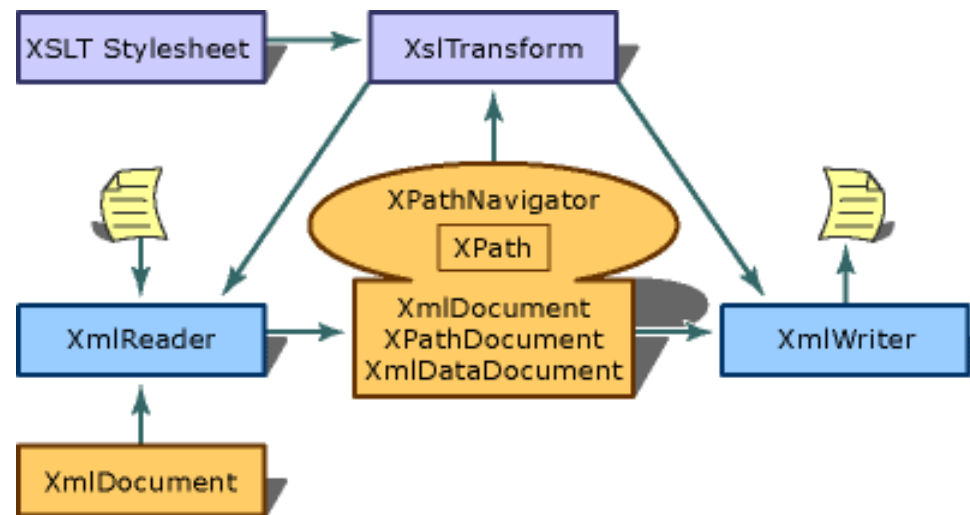 XSLT Stylesheet
XslTransform
XPathNavigator
XPath
XmlReader
XmlDocument
XPathDocument
XmlDataDocument
XmlWriter
XmlDocument